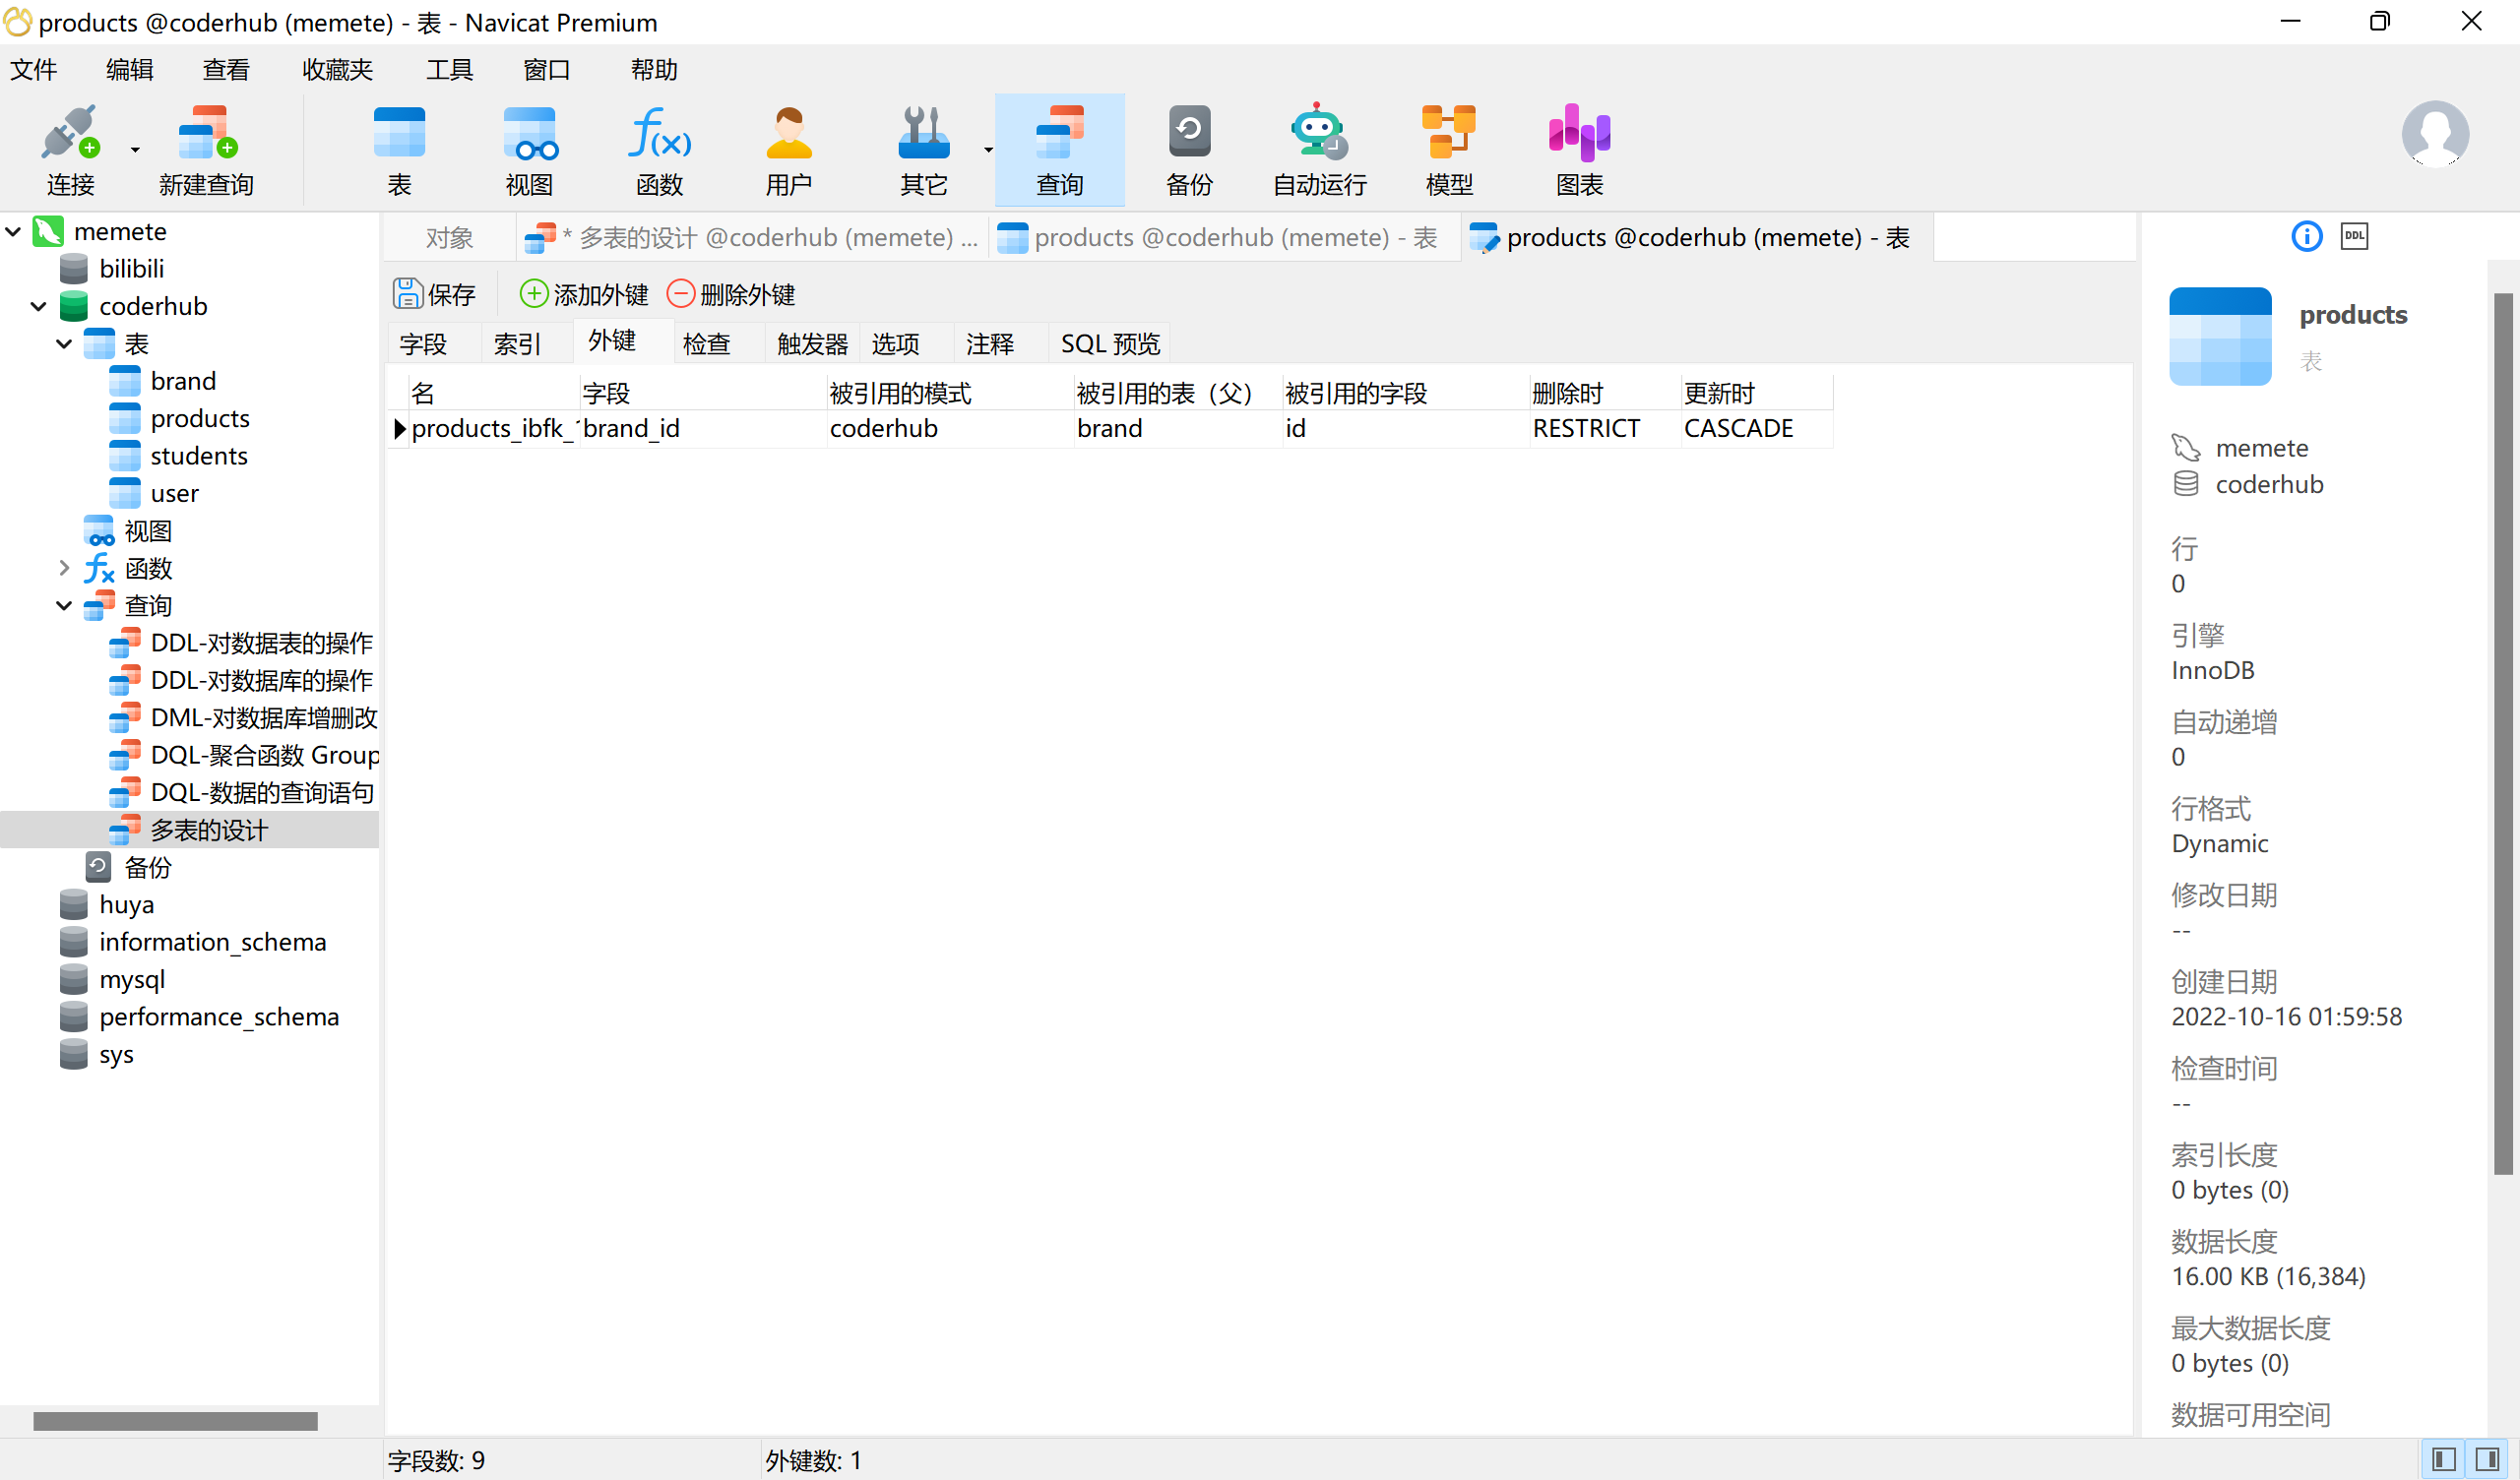 products @coderhub (memete) - 表 - Navicat Premium
文件 编辑 查看 收藏夹 工具 窗口 帮助
连接 新建查询 表 视图 函数 用户 其它 查询 备份 自动运行 模型 图表
memete
bilibili
coderhub
表
brand
products
students
user
视图
函数
查询
DDL-对数据表的操作
DDL-对数据库的操作
DML-对数据库增删改
DQL-聚合函数 Group
DQL-数据的查询语句
多表的设计
备份
huya
information_schema
mysql
performance_schema
sys
对象 * 多表的设计 @coderhub (memete) ... products @coderhub (memete) - 表 products @coderhub (memete) - 表
保存 添加外键 删除外键
字段 索引 外键 检查 触发器 选项 注释 SQL 预览
名 字段 被引用的模式 被引用的表（父） 被引用的字段 删除时 更新时
products_ibfk_1 brand_id coderhub brand id RESTRICT CASCADE
DDL
products
表
memete
coderhub
行
0
引擎
InnoDB
自动递增
0
行格式
Dynamic
修改日期
--
创建日期
2022-10-16 01:59:58
检查时间
--
索引长度
0 bytes (0)
数据长度
16.00 KB (16,384)
最大数据长度
0 bytes (0)
数据可用空间
字段数: 9 外键数: 1